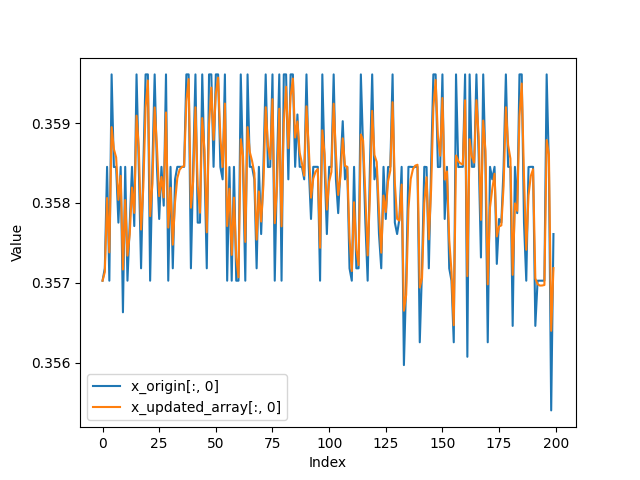 0.359
0.358
0.357
0.356
Value
x_origin[:, 0]
x_updated_array[:, 0]
0 25 50 75 100 125 150 175 200
Index